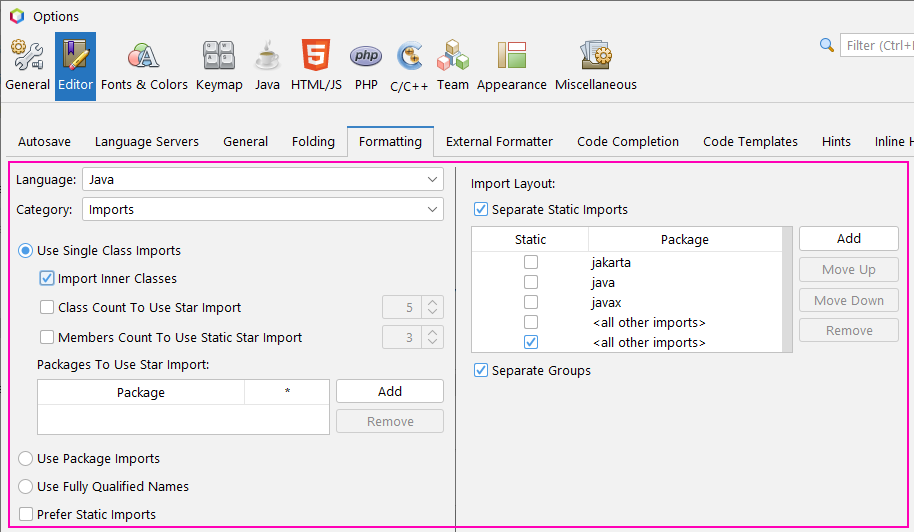 Options
General Editor Fonts & Colors Keymap Java HTML/JS PHP C/C++ Team Appearance Miscellaneous
php
Filter (Ctrl+
Autosave Language Servers General Folding Formatting External Formatter Code Completion Code Templates Hints Inline
Language: Java
Category: Imports
Use Single Class Imports
Import Inner Classes
Class Count To Use Star Import 5
Members Count To Use Static Star Import 3
Packages To Use Star Import:
Package * Add
Remove
Use Package Imports
Use Fully Qualified Names
Prefer Static Imports
Import Layout:
Separate Static Imports
Static Package Add
jakarta
java Move Up
javax Move Down
<all other imports> Remove
<all other imports>
Separate Groups